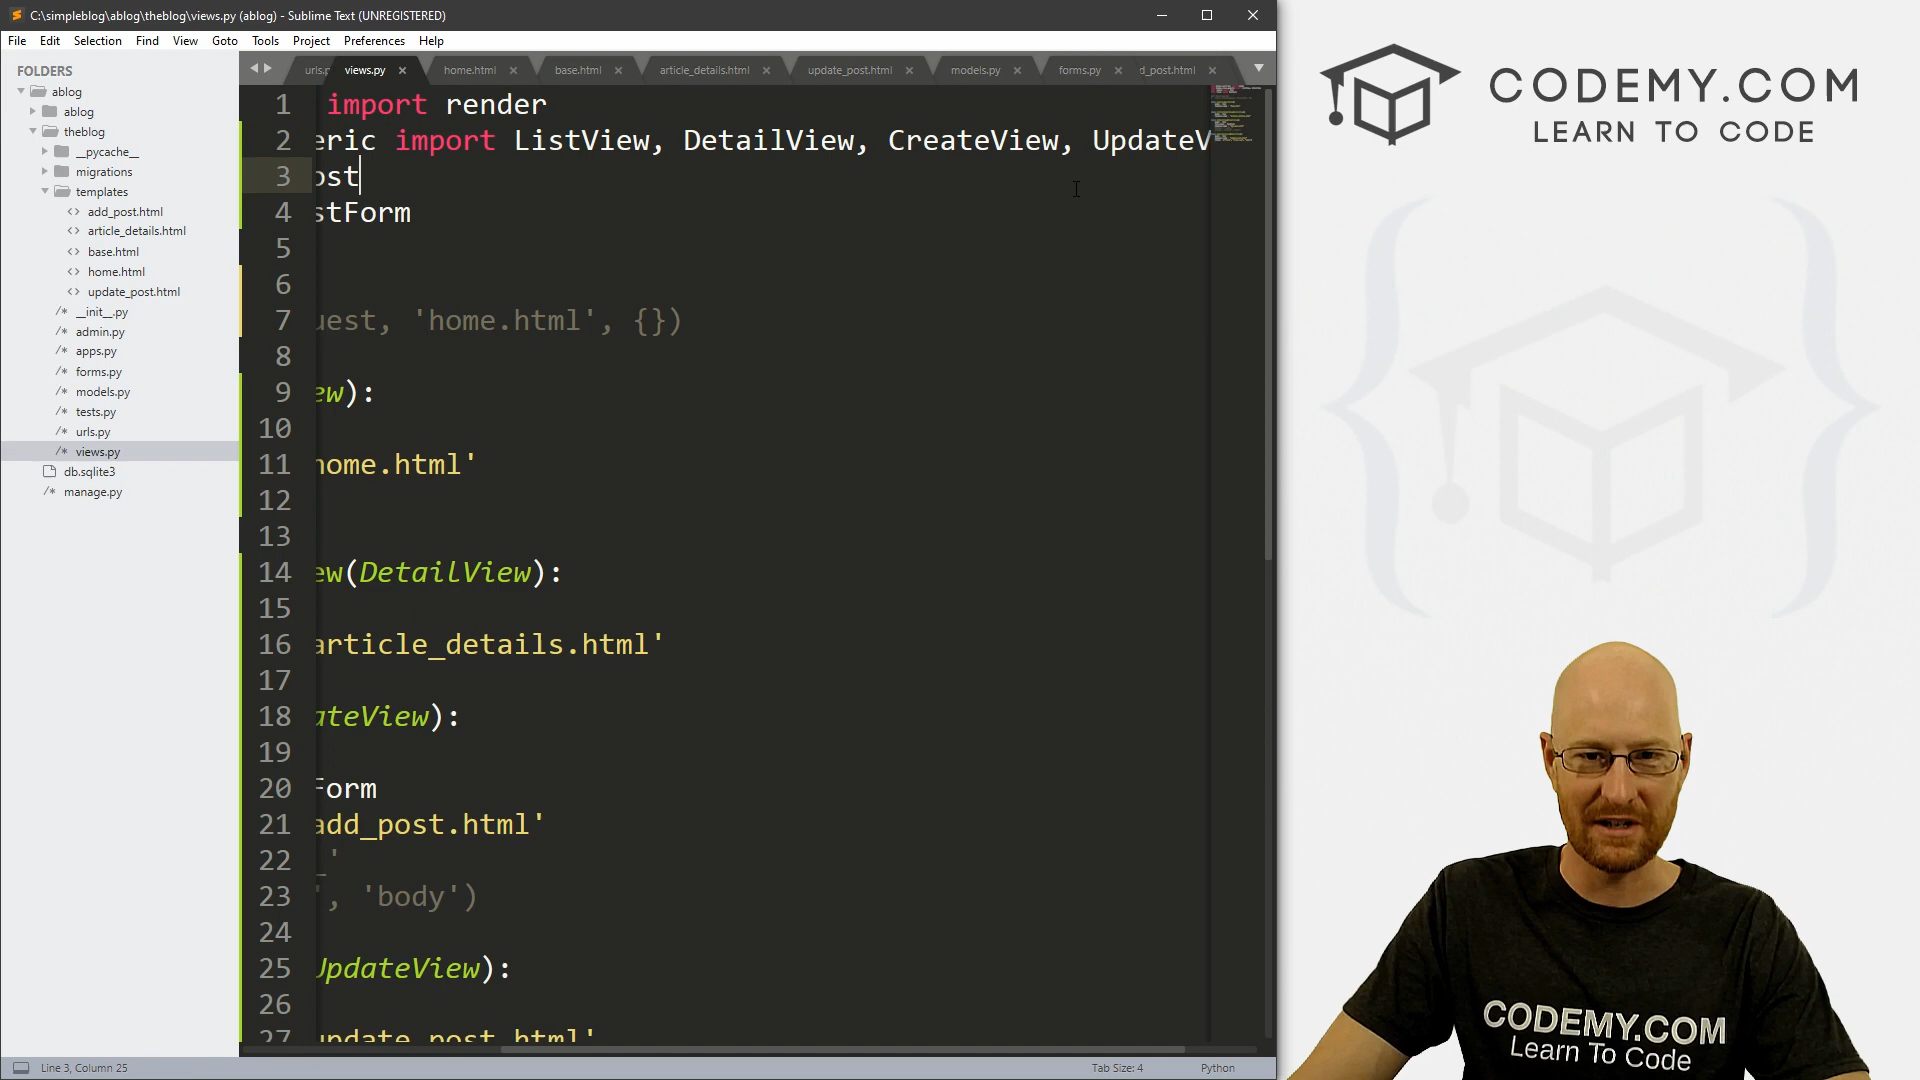 C:\simpleblog\ablog\theblog\views.py (ablog) - Sublime Text (UNREGISTERED)
File Edit Selection Find View Goto Tools Project Preferences Help
FOLDERS
ablog
ablog
theblog
__pycache__
migrations
templates
<> add_post.html
<> article_details.html
<> base.html
<> home.html
<> update_post.html
/* __init__.py
/* admin.py
/* apps.py
/* forms.py
/* models.py
/* tests.py
/* urls.py
/* views.py
db.sqlite3
/* manage.py
urls.p views.py home.html base.html article_details.html update_post.html models.py forms.py d_post.html
1 import render
2 eric import ListView, DetailView, CreateView, UpdateV
3 ost
4 stForm
5
6
7 uest, 'home.html', {})
8
9 ew):
10
11 home.html'
12
13
14 ew(DetailView):
15
16 article_details.html'
17
18 ateView):
19
20 Form
21 add_post.html'
22 _'
23 ', 'body')
24
25 UpdateView):
26
27 update_post.html'
Line 3, Column 25
Tab Size: 4
Python
CODEMY.COM
LEARN TO CODE
CODEMY.COM
Learn To Code